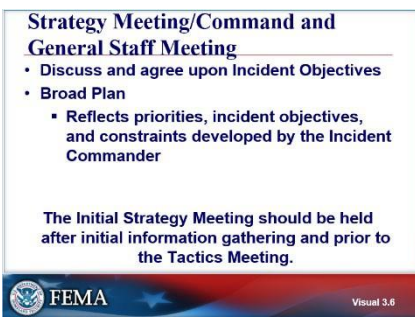 Strategy Meeting/Command and
General Staff Meeting
• Discuss and agree upon Incident Objectives
• Broad Plan
▪ Reflects priorities, incident objectives,
and constraints developed by the Incident
Commander
The Initial Strategy Meeting should be held
after initial information gathering and prior to
the Tactics Meeting.
FEMA
Visual 3.6